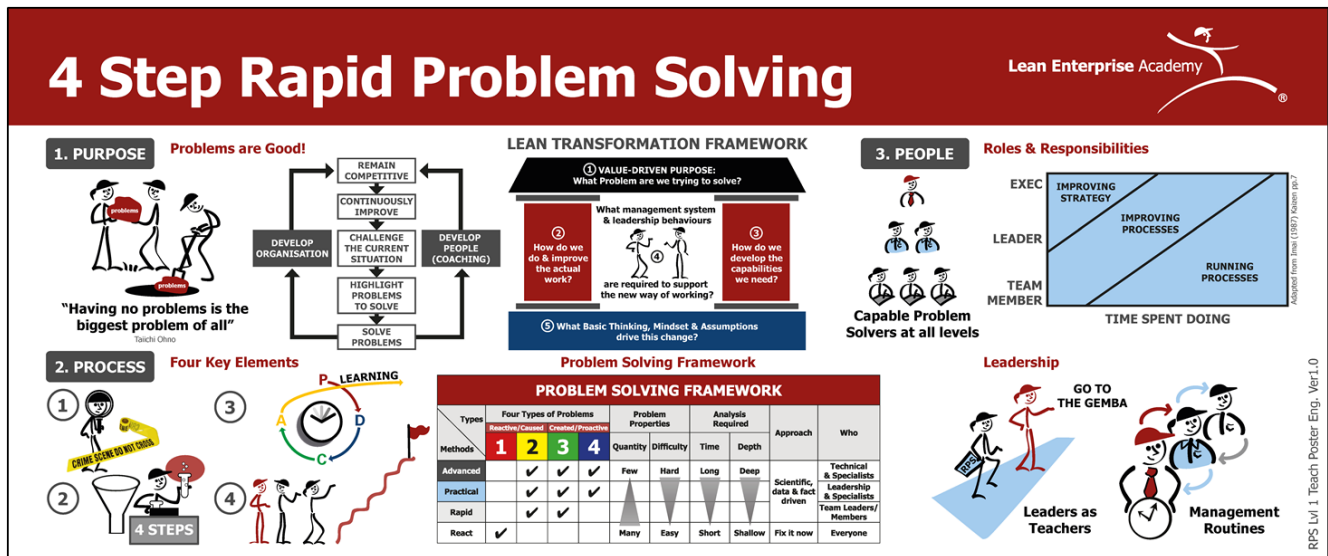 4 Step Rapid Problem Solving
Lean Enterprise Academy
®
1. PURPOSE
Problems are Good!
problems
problems
"Having no problems is the
biggest problem of all"
Taiichi Ohno
REMAIN
COMPETITIVE
CONTINUOUSLY
IMPROVE
CHALLENGE
THE CURRENT
SITUATION
HIGHLIGHT
PROBLEMS
TO SOLVE
SOLVE
PROBLEMS
DEVELOP
ORGANISATION
DEVELOP
PEOPLE
(COACHING)
LEAN TRANSFORMATION FRAMEWORK
① VALUE-DRIVEN PURPOSE:
What Problem are we trying to solve?
②
How do we
do & improve
the actual
work?
What management system
& leadership behaviours
④
are required to support
the new way of working?
③
How do we
develop the
capabilities
we need?
⑤ What Basic Thinking, Mindset & Assumptions
drive this change?
3. PEOPLE
Roles & Responsibilities
Capable Problem
Solvers at all levels
EXEC
LEADER
TEAM
MEMBER
IMPROVING
STRATEGY
IMPROVING
PROCESSES
RUNNING
PROCESSES
TIME SPENT DOING
Adapted from Imai (1987) Kaizen pp.7
2. PROCESS
Four Key Elements
1
CRIME SCENE DO NOT CROSS
2
4 STEPS
3
P
LEARNING
A
D
C
4
Problem Solving Framework
PROBLEM SOLVING FRAMEWORK
Types
Methods
Four Types of Problems
Reactive/Caused
Created/Proactive
1 2 3 4
Problem
Properties
Quantity Difficulty
Analysis
Required
Time Depth
Approach
Who
Advanced ✔ ✔ ✔ Few Hard Long Deep
Technical
& Specialists
Practical ✔ ✔ ✔
Scientific,
data & fact
driven
Leadership
& Specialists
Rapid ✔ ✔
Team Leaders/
Members
React ✔ Many Easy Short Shallow Fix it now Everyone
Leadership
GO TO
THE GEMBA
RPS
Leaders as
Teachers
Management
Routines
RPS Lvl 1 Teach Poster Eng. Ver1.0